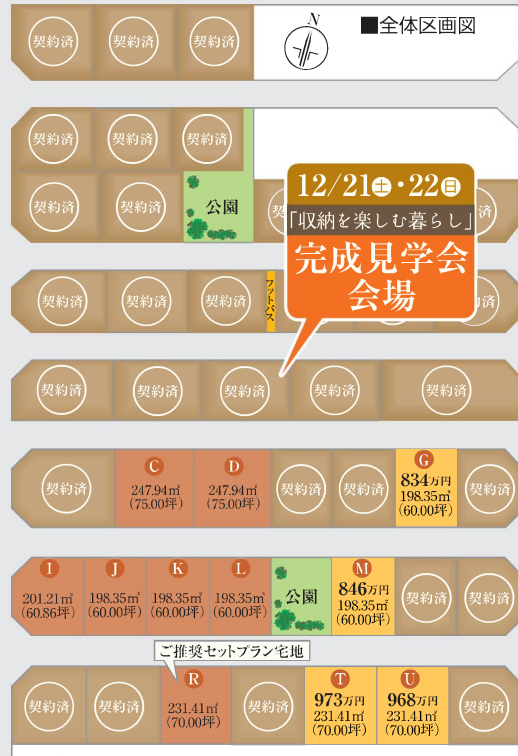 N
■全体区画図
契約済 契約済 契約済
契約済 契約済 契約済
契約済 契約済 公園
12/21土・22日
「収納を楽しむ暮らし」
完成見学会
会場
契約済 契約済 契約済 フットパス
契約済 契約済 契約済 契約済 契約済
契約済
C
247.94㎡
(75.00坪)
D
247.94㎡
(75.00坪)
契約済 契約済
G
834万円
198.35㎡
(60.00坪)
契約済
I
201.21㎡
(60.86坪)
J
198.35㎡
(60.00坪)
K
198.35㎡
(60.00坪)
L
198.35㎡
(60.00坪)
公園
M
846万円
198.35㎡
(60.00坪)
契約済 契約済
ご推奨セットプラン宅地
契約済 契約済
R
231.41㎡
(70.00坪)
契約済
T
973万円
231.41㎡
(70.00坪)
U
968万円
231.41㎡
(70.00坪)
契約済